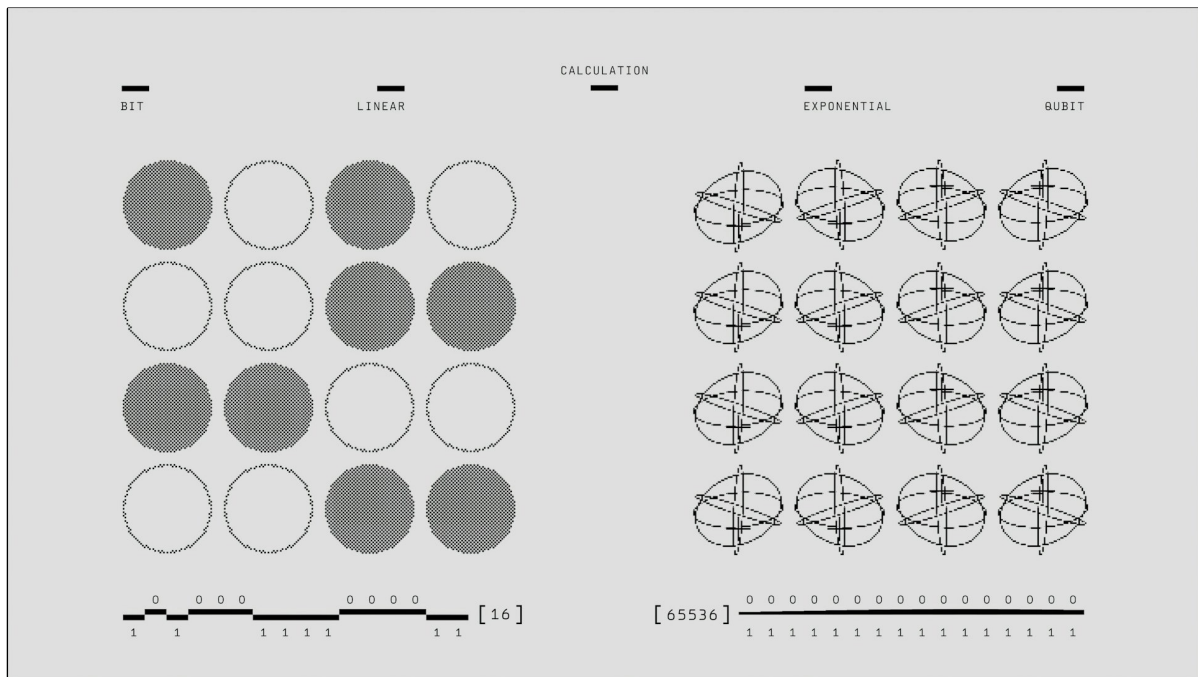 CALCULATION
BIT LINEAR EXPONENTIAL QUBIT
0 0 0 0 0 0 0 0
[16]
1 1 1 1 1 1 1 1
0 0 0 0 0 0 0 0 0 0 0 0 0 0 0 0
[65536]
1 1 1 1 1 1 1 1 1 1 1 1 1 1 1 1